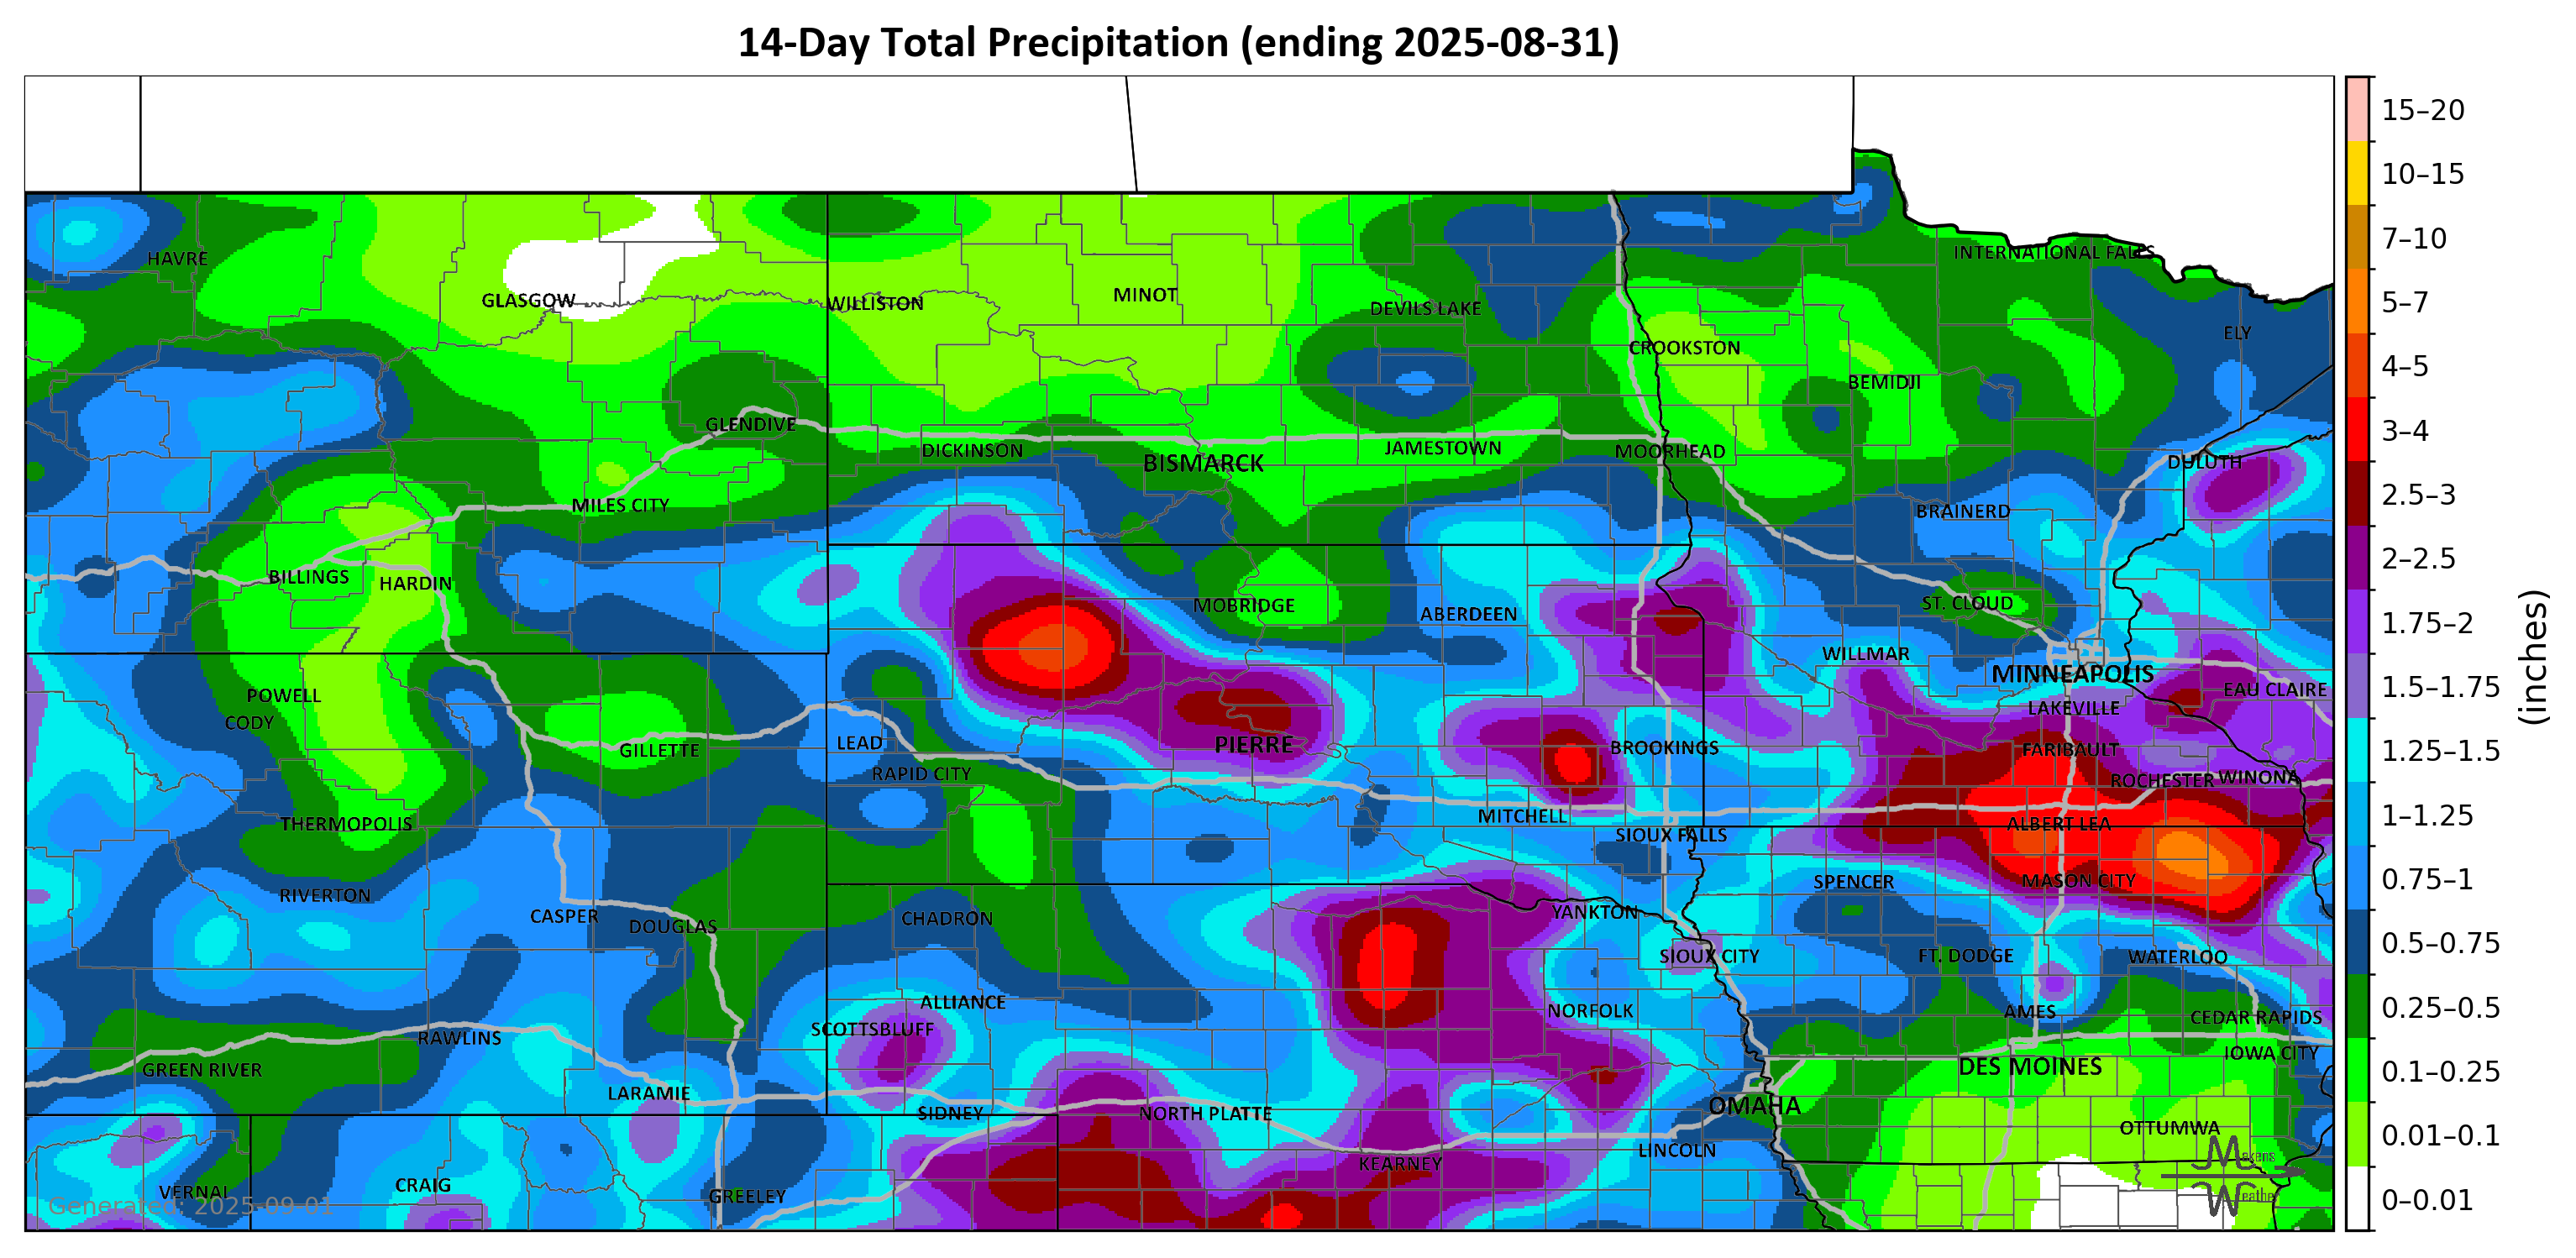 14-Day Total Precipitation (ending 2025-08-31)
15–20
10–15
7–10
5–7
4–5
3–4
2.5–3
2–2.5
1.75–2
1.5–1.75
1.25–1.5
1–1.25
0.75–1
0.5–0.75
0.25–0.5
0.1–0.25
0.01–0.1
0–0.01
(inches)
HAVRE
INTERNATIONAL FALLS
GLASGOW
WILLISTON
MINOT
DEVILS LAKE
ELY
CROOKSTON
BEMIDJI
GLENDIVE
DICKINSON
BISMARCK
JAMESTOWN
MOORHEAD
DULUTH
MILES CITY
BRAINERD
BILLINGS
HARDIN
MOBRIDGE
ABERDEEN
ST. CLOUD
WILLMAR
MINNEAPOLIS
POWELL
EAU CLAIRE
CODY
LAKEVILLE
GILLETTE
LEAD
PIERRE
BROOKINGS
FARIBAULT
RAPID CITY
ROCHESTER
WINONA
THERMOPOLIS
MITCHELL
SIOUX FALLS
ALBERT LEA
RIVERTON
SPENCER
MASON CITY
CASPER
DOUGLAS
CHADRON
YANKTON
SIOUX CITY
FT. DODGE
WATERLOO
ALLIANCE
NORFOLK
AMES
CEDAR RAPIDS
SCOTTSBLUFF
RAWLINS
IOWA CITY
GREEN RIVER
DES MOINES
LARAMIE
SIDNEY
NORTH PLATTE
OMAHA
OTTUMWA
LINCOLN
KEARNEY
VERNAL
CRAIG
GREELEY
Generated: 2025-09-01
Makens
Weather